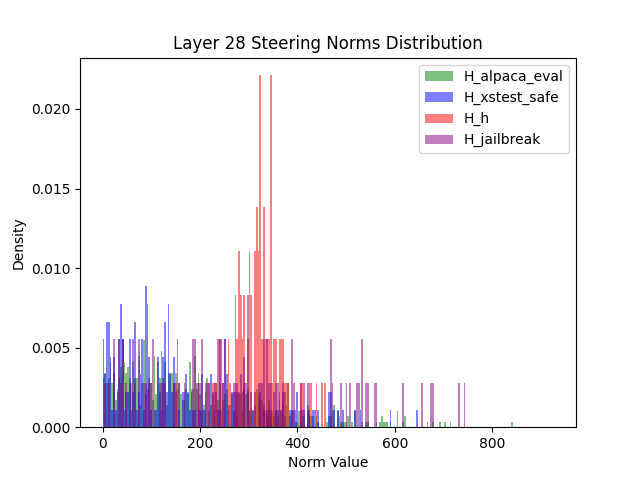 Layer 28 Steering Norms Distribution
H_alpaca_eval
H_xstest_safe
H_h
H_jailbreak
0.020
0.015
0.010
0.005
0.000
Density
0 200 400 600 800
Norm Value